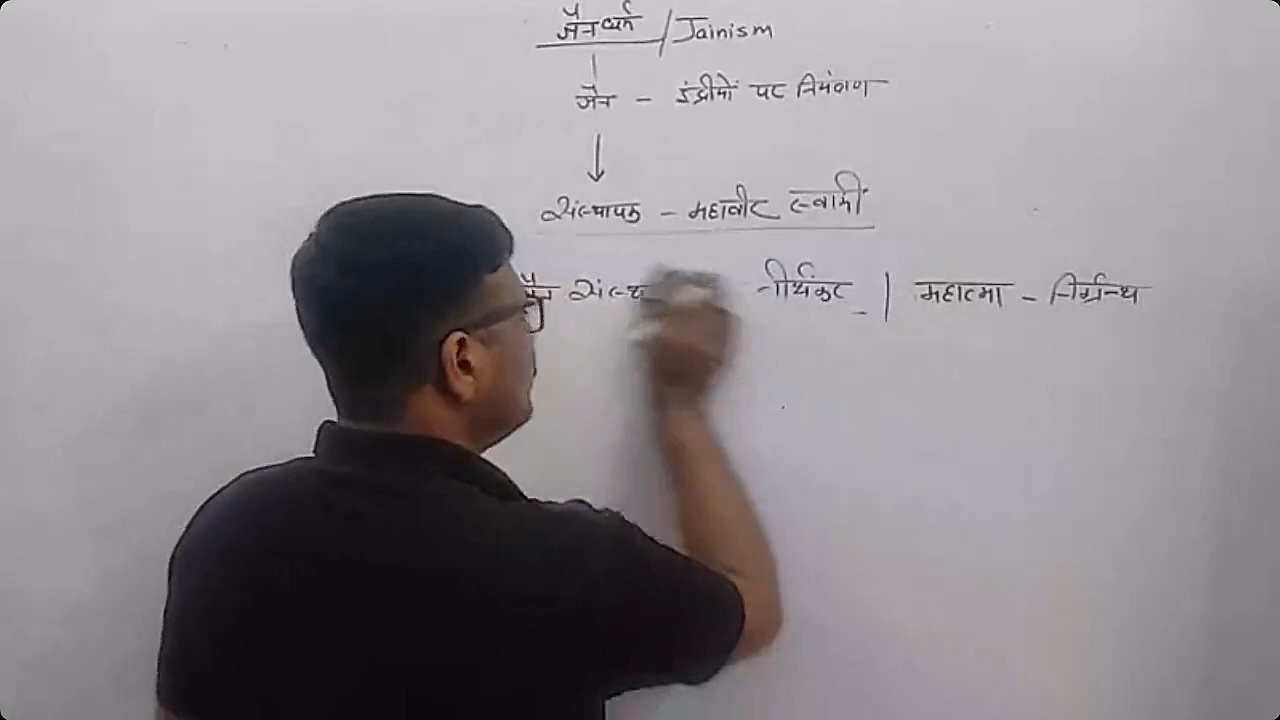 जैन धर्म / Jainism
जैन - इंद्रीयों पर नियंत्रण
संस्थापक - महावीर स्वामी
जैन संस्थ तीर्थंकर | महात्मा - निर्ग्रन्थ